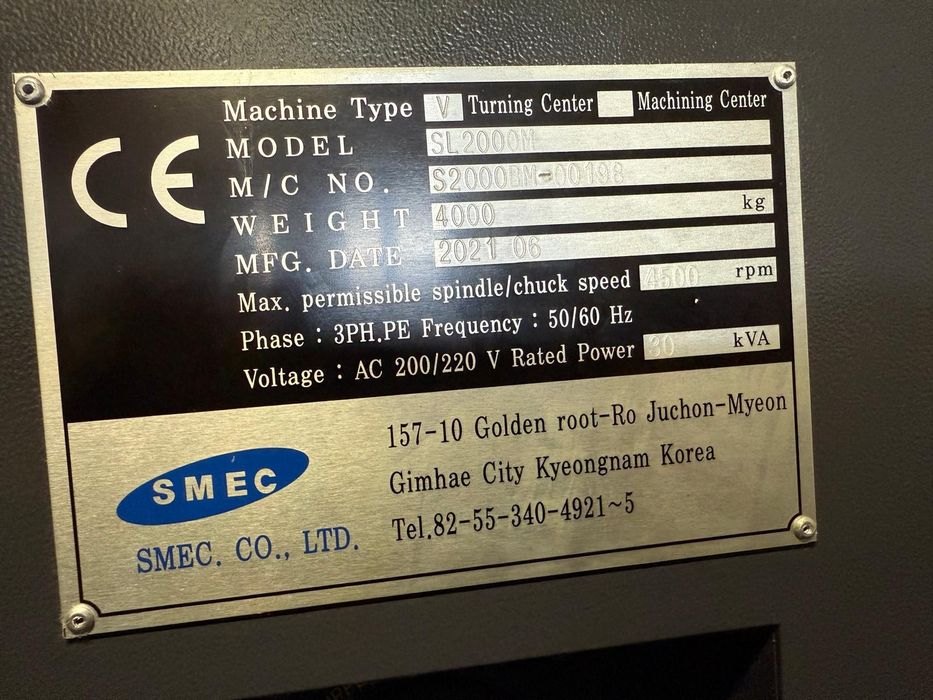 CE
Machine Type V Turning Center Machining Center
MODEL SL2000M
M/C NO. S2000BM-00198
WEIGHT 4000 kg
MFG. DATE 2021 06
Max. permissible spindle/chuck speed 4500 rpm
Phase : 3PH.PE Frequency : 50/60 Hz
Voltage : AC 200/220 V Rated Power 30 kVA
SMEC
SMEC. CO., LTD.
157-10 Golden root-Ro Juchon-Myeon
Gimhae City Kyeongnam Korea
Tel.82-55-340-4921~5